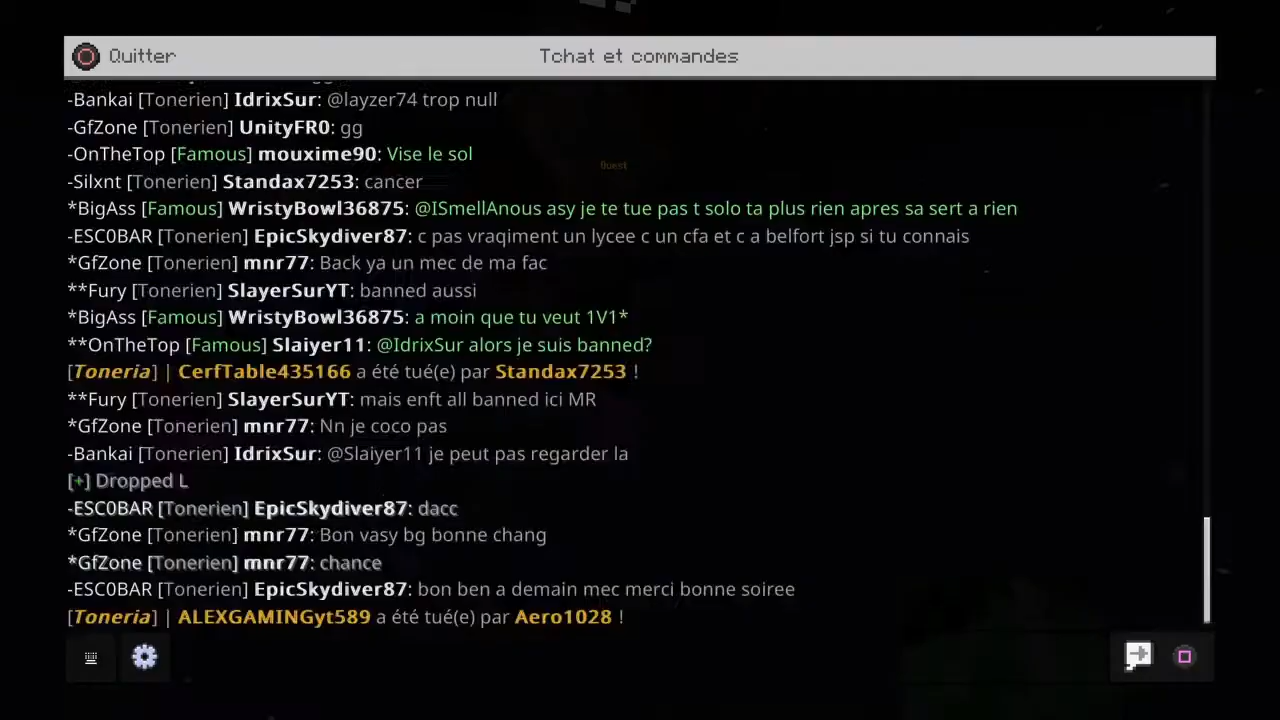 Quitter
Tchat et commandes
-Bankai [Tonerien] IdrixSur: @layzer74 trop null
-GfZone [Tonerien] UnityFR0: gg
-OnTheTop [Famous] mouxime90: Vise le sol
Quest
-Silxnt [Tonerien] Standax7253: cancer
*BigAss [Famous] WristyBowl36875: @ISmellAnous asy je te tue pas t solo ta plus rien apres sa sert a rien
-ESC0BAR [Tonerien] EpicSkydiver87: c pas vraqiment un lycee c un cfa et c a belfort jsp si tu connais
*GfZone [Tonerien] mnr77: Back ya un mec de ma fac
**Fury [Tonerien] SlayerSurYT: banned aussi
*BigAss [Famous] WristyBowl36875: a moin que tu veut 1V1*
**OnTheTop [Famous] Slaiyer11: @IdrixSur alors je suis banned?
[Toneria] | CerfTable435166 a été tué(e) par Standax7253 !
**Fury [Tonerien] SlayerSurYT: mais enft all banned ici MR
*GfZone [Tonerien] mnr77: Nn je coco pas
-Bankai [Tonerien] IdrixSur: @Slaiyer11 je peut pas regarder la
[+] Dropped L
-ESC0BAR [Tonerien] EpicSkydiver87: dacc
*GfZone [Tonerien] mnr77: Bon vasy bg bonne chang
*GfZone [Tonerien] mnr77: chance
-ESC0BAR [Tonerien] EpicSkydiver87: bon ben a demain mec merci bonne soiree
[Toneria] | ALEXGAMINGyt589 a été tué(e) par Aero1028 !